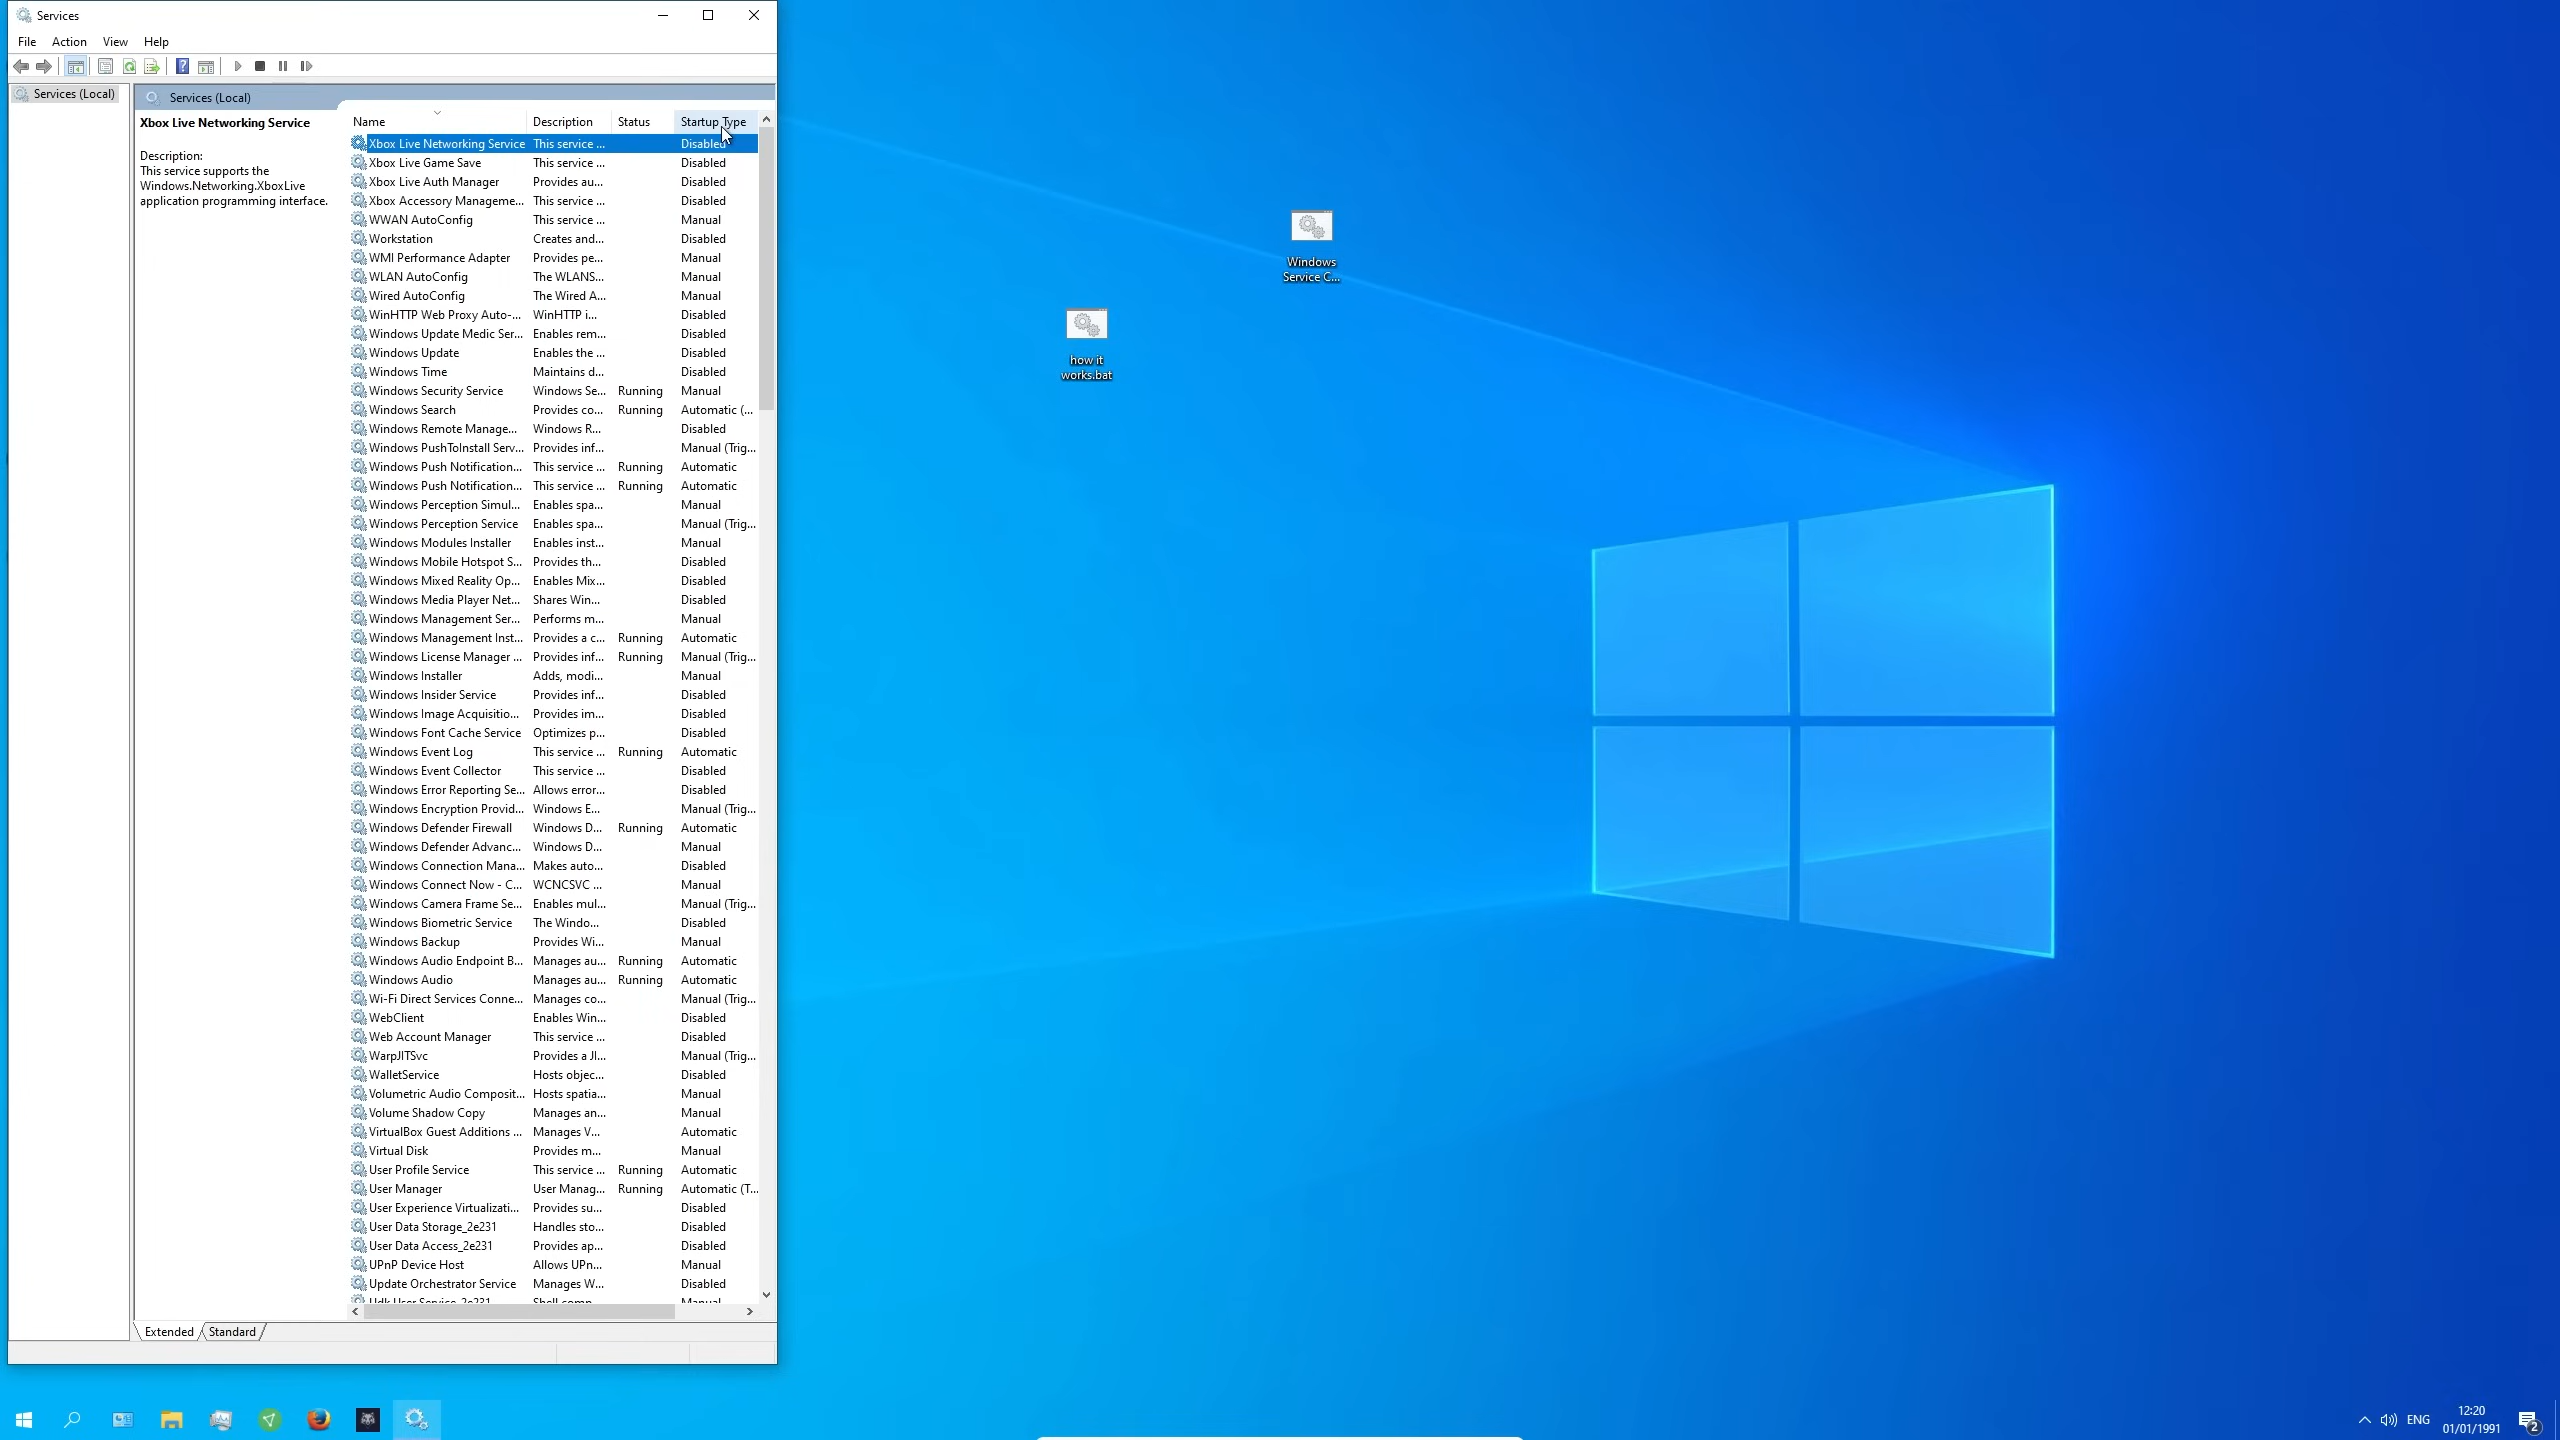 Services
File Action View Help
Services (Local)
Services (Local)
Xbox Live Networking Service
Description:
This service supports the
Windows.Networking.XboxLive
application programming interface.
Name Description Status Startup Type
Xbox Live Networking Service This service ... Disabled
Xbox Live Game Save This service ... Disabled
Xbox Live Auth Manager Provides au... Disabled
Xbox Accessory Manageme... This service ... Disabled
WWAN AutoConfig This service ... Manual
Workstation Creates and... Disabled
WMI Performance Adapter Provides pe... Manual
WLAN AutoConfig The WLANS... Manual
Wired AutoConfig The Wired A... Manual
WinHTTP Web Proxy Auto-... WinHTTP i... Disabled
Windows Update Medic Ser... Enables rem... Disabled
Windows Update Enables the ... Disabled
Windows Time Maintains d... Disabled
Windows Security Service Windows Se... Running Manual
Windows Search Provides co... Running Automatic (...
Windows Remote Manage... Windows R... Disabled
Windows PushToInstall Serv... Provides inf... Manual (Trig...
Windows Push Notification... This service ... Running Automatic
Windows Push Notification... This service ... Running Automatic
Windows Perception Simul... Enables spa... Manual
Windows Perception Service Enables spa... Manual (Trig...
Windows Modules Installer Enables inst... Manual
Windows Mobile Hotspot S... Provides th... Disabled
Windows Mixed Reality Op... Enables Mix... Disabled
Windows Media Player Net... Shares Win... Disabled
Windows Management Ser... Performs m... Manual
Windows Management Inst... Provides a c... Running Automatic
Windows License Manager ... Provides inf... Running Manual (Trig...
Windows Installer Adds, modi... Manual
Windows Insider Service Provides inf... Disabled
Windows Image Acquisitio... Provides im... Disabled
Windows Font Cache Service Optimizes p... Disabled
Windows Event Log This service ... Running Automatic
Windows Event Collector This service ... Disabled
Windows Error Reporting Se... Allows error... Disabled
Windows Encryption Provid... Windows E... Manual (Trig...
Windows Defender Firewall Windows D... Running Automatic
Windows Defender Advanc... Windows D... Manual
Windows Connection Mana... Makes auto... Disabled
Windows Connect Now - C... WCNCSVC ... Manual
Windows Camera Frame Se... Enables mul... Manual (Trig...
Windows Biometric Service The Windo... Disabled
Windows Backup Provides Wi... Manual
Windows Audio Endpoint B... Manages au... Running Automatic
Windows Audio Manages au... Running Automatic
Wi-Fi Direct Services Conne... Manages co... Manual (Trig...
WebClient Enables Win... Disabled
Web Account Manager This service ... Disabled
WarpJITSvc Provides a JI... Manual (Trig...
WalletService Hosts objec... Disabled
Volumetric Audio Composit... Hosts spatia... Manual
Volume Shadow Copy Manages an... Manual
VirtualBox Guest Additions ... Manages V... Automatic
Virtual Disk Provides m... Manual
User Profile Service This service ... Running Automatic
User Manager User Manag... Running Automatic (T...
User Experience Virtualizati... Provides su... Disabled
User Data Storage_2e231 Handles sto... Disabled
User Data Access_2e231 Provides ap... Disabled
UPnP Device Host Allows UPn... Manual
Update Orchestrator Service Manages W... Disabled
Udk User Service_2e231 Shell comp... Manual
Extended Standard
Windows
Service C...
how it
works.bat
ENG
12:20
01/01/1991
2